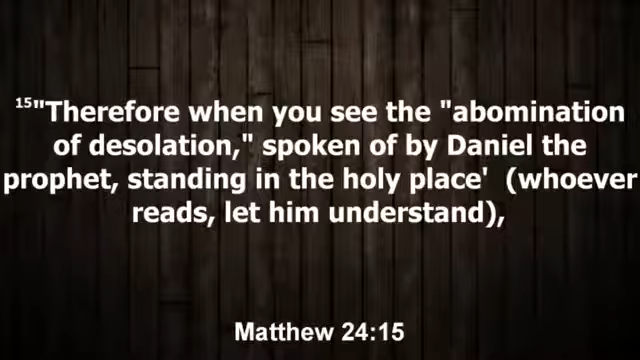 15"Therefore when you see the "abomination
of desolation," spoken of by Daniel the
prophet, standing in the holy place' (whoever
reads, let him understand),
Matthew 24:15